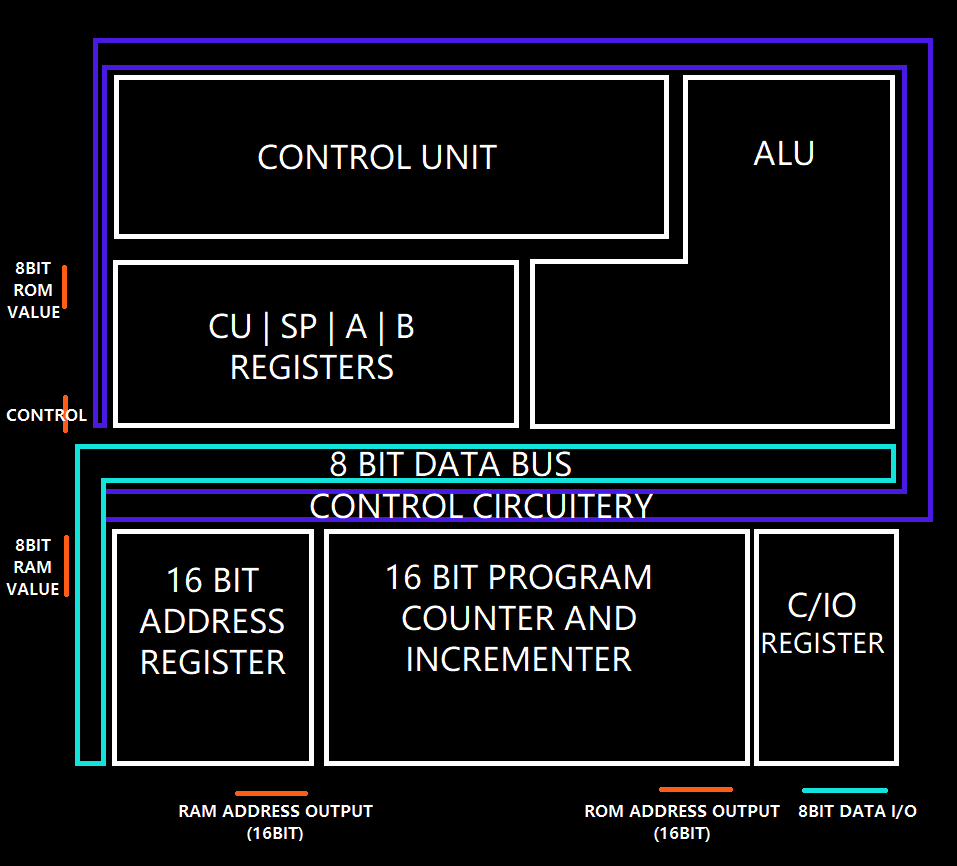 CONTROL UNIT
ALU
8BIT
ROM
VALUE
CU | SP | A | B
REGISTERS
CONTROL
8 BIT DATA BUS
CONTROL CIRCUITERY
8BIT
RAM
VALUE
16 BIT
ADDRESS
REGISTER
16 BIT PROGRAM
COUNTER AND
INCREMENTER
C/IO
REGISTER
RAM ADDRESS OUTPUT
(16BIT)
ROM ADDRESS OUTPUT
(16BIT)
8BIT DATA I/O